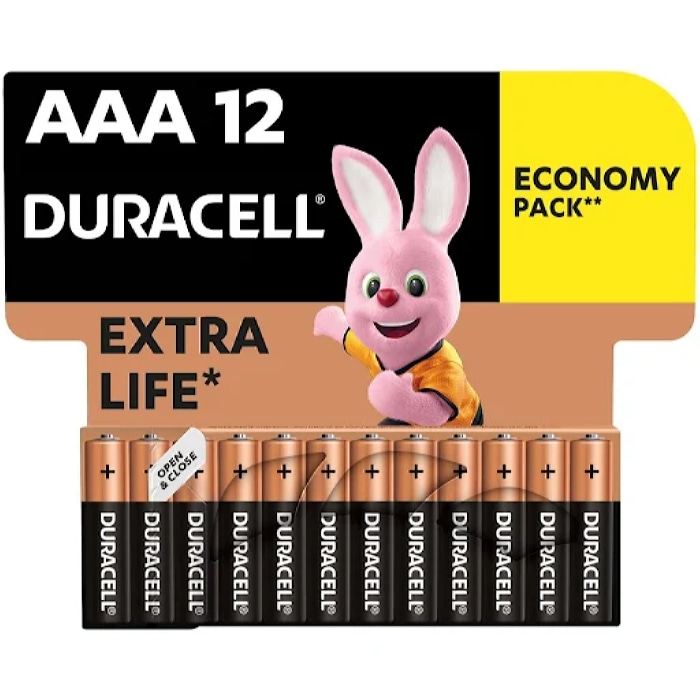 AAA 12
DURACELL®
ECONOMY
PACK**
EXTRA
LIFE*
OPEN
& CLOSE
+ + + + + + + + + + + +
DURACELL®
DURACELL®
DURACELL®
DURACELL®
DURACELL®
DURACELL®
DURACELL®
DURACELL®
DURACELL®
DURACELL®
DURACELL®
DURACELL®